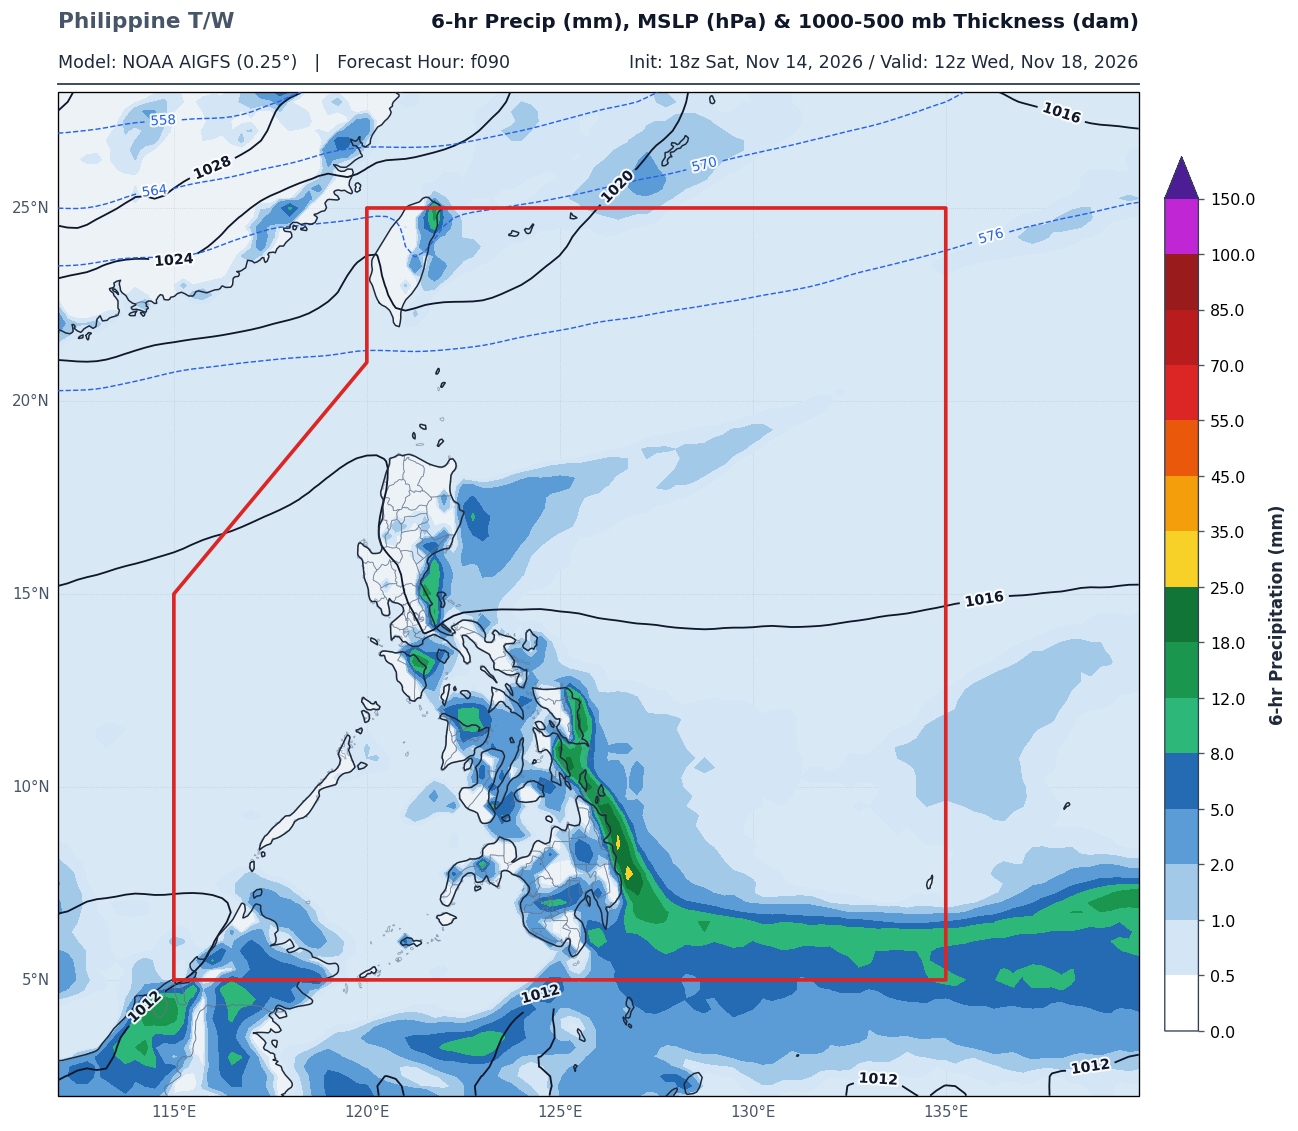 Philippine T/W
6-hr Precip (mm), MSLP (hPa) & 1000-500 mb Thickness (dam)
Model: NOAA AIGFS (0.25°) | Forecast Hour: f090
Init: 18z Sat, Nov 14, 2026 / Valid: 12z Wed, Nov 18, 2026
1016
558
1028
564
570
1020
576
1024
1016
1012
1012
1012
1012
25°N
20°N
15°N
10°N
5°N
115°E
120°E
125°E
130°E
135°E
150.0
100.0
85.0
70.0
55.0
45.0
35.0
25.0
18.0
12.0
8.0
5.0
2.0
1.0
0.5
0.0
6-hr Precipitation (mm)